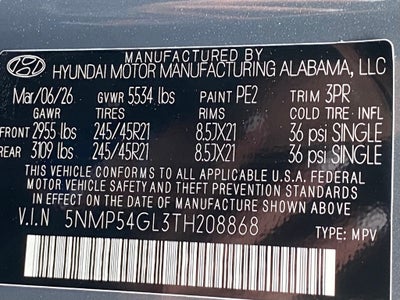 MANUFACTURED BY
HYUNDAI MOTOR MANUFACTURING ALABAMA, LLC
Mar/06/26 GVWR 5534 lbs PAINT PE2 TRIM 3PR
GAWR TIRES RIMS COLD TIRE INFL
FRONT 2955 lbs 245/45R21 8.5JX21 36 psi SINGLE
REAR 3109 lbs 245/45R21 8.5JX21 36 psi SINGLE
THIS VEHICLE CONFORMS TO ALL APPLICABLE U.S.A. FEDERAL
MOTOR VEHICLE SAFETY AND THEFT PREVENTION STANDARDS
IN EFFECT ON THE DATE OF MANUFACTURE SHOWN ABOVE.
V.I.N 5NMP54GL3TH208868
TYPE: MPV